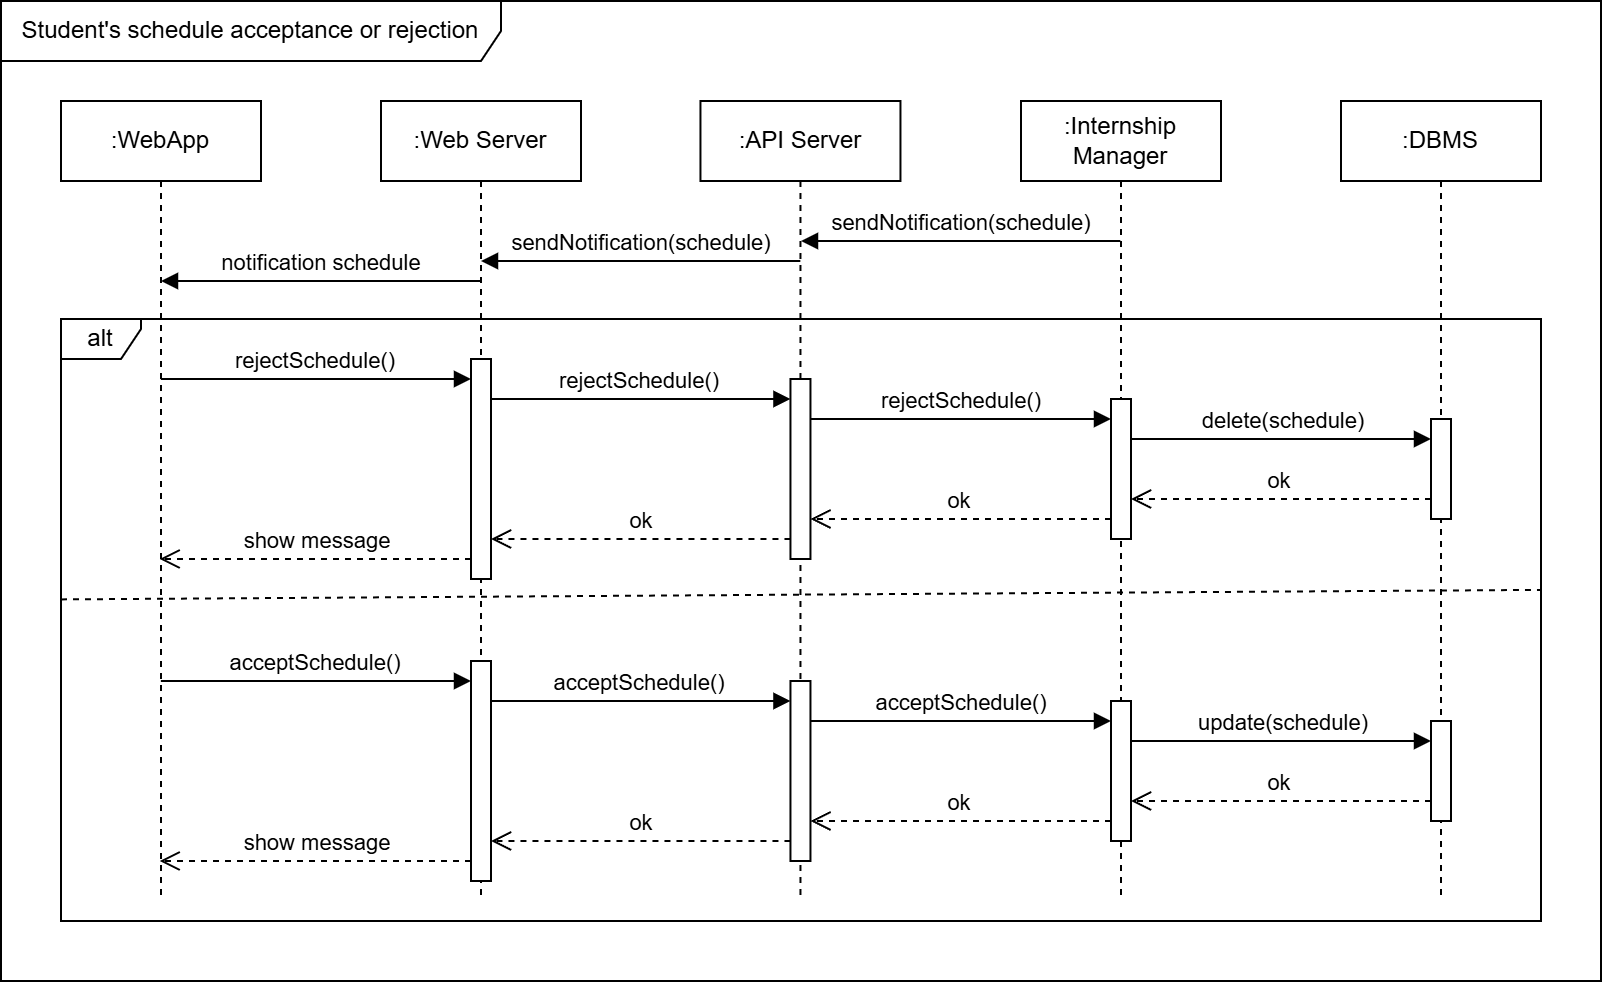 Student's schedule acceptance or rejection
:WebApp
:Web Server
:API Server
:Internship
Manager
:DBMS
sendNotification(schedule)
sendNotification(schedule)
notification schedule
alt
rejectSchedule()
rejectSchedule()
rejectSchedule()
delete(schedule)
ok
ok
ok
show message
acceptSchedule()
acceptSchedule()
acceptSchedule()
update(schedule)
ok
ok
ok
show message